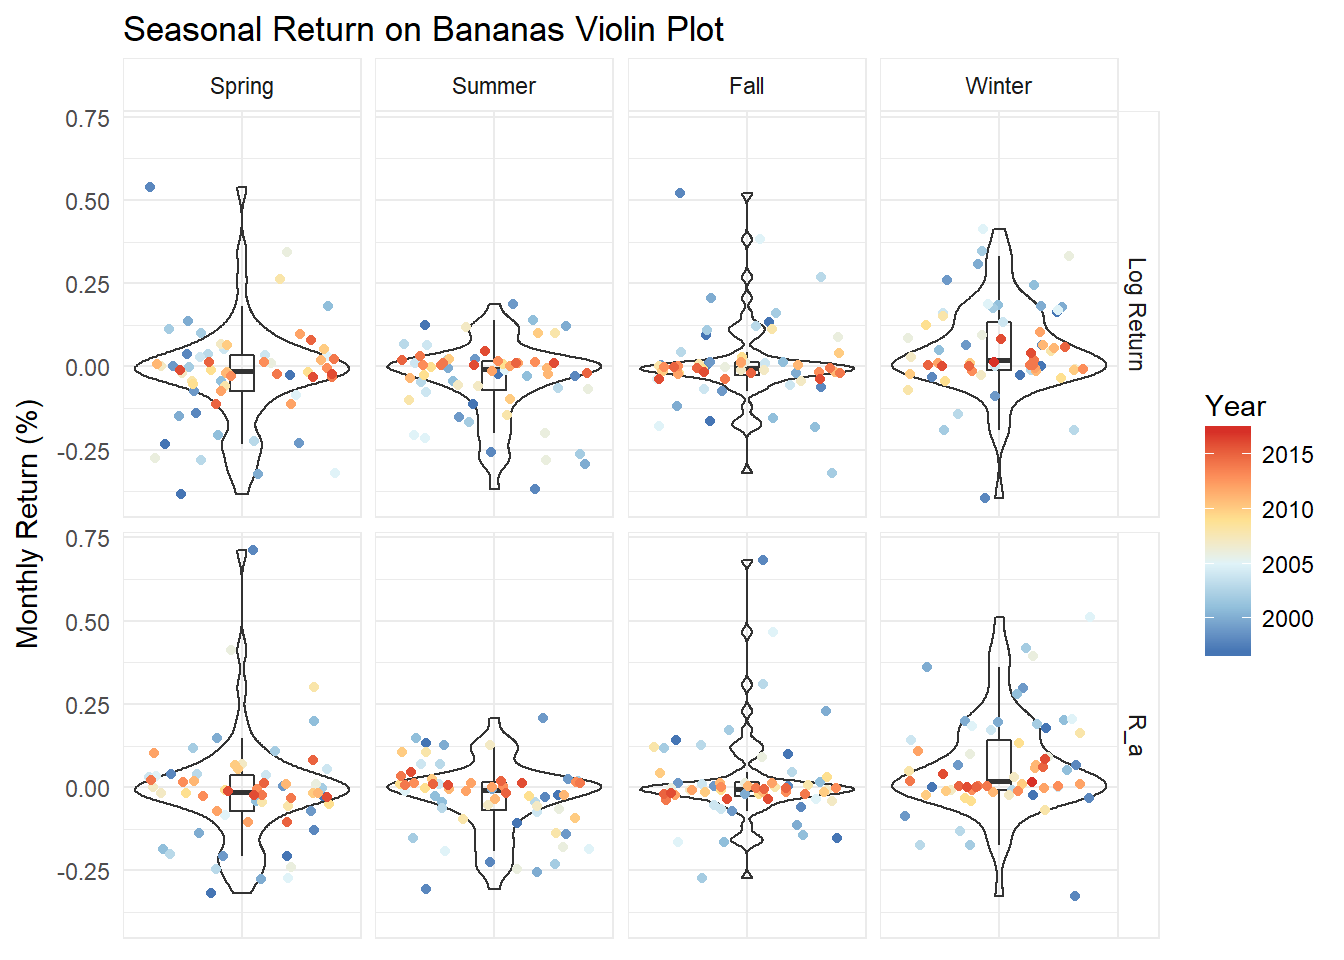 Seasonal Return on Bananas Violin Plot
Spring
Summer
Fall
Winter
Monthly Return (%)
0.75
0.50
0.25
0.00
-0.25
Log Return
0.75
0.50
0.25
0.00
-0.25
R_a
Year
2015
2010
2005
2000